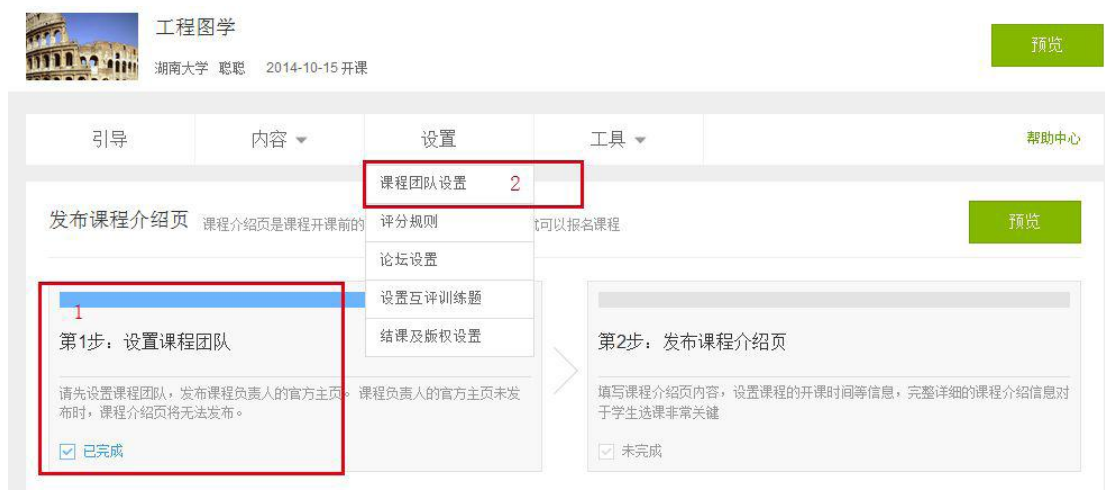 工程图学
预览
湖南大学 聪聪 2014-10-15 开课
引导 内容 设置 工具 帮助中心
课程团队设置 2
评分规则
论坛设置
设置互评训练题
结课及版权设置
发布课程介绍页 课程介绍页是课程开课前的 可以报名课程
预览
1
第1步：设置课程团队
请先设置课程团队，发布课程负责人的官方主页。课程负责人的官方主页未发
布时，课程介绍页将无法发布。
已完成
第2步：发布课程介绍页
填写课程介绍页内容，设置课程的开课时间等信息，完整详细的课程介绍信息对
于学生选课非常关键
未完成